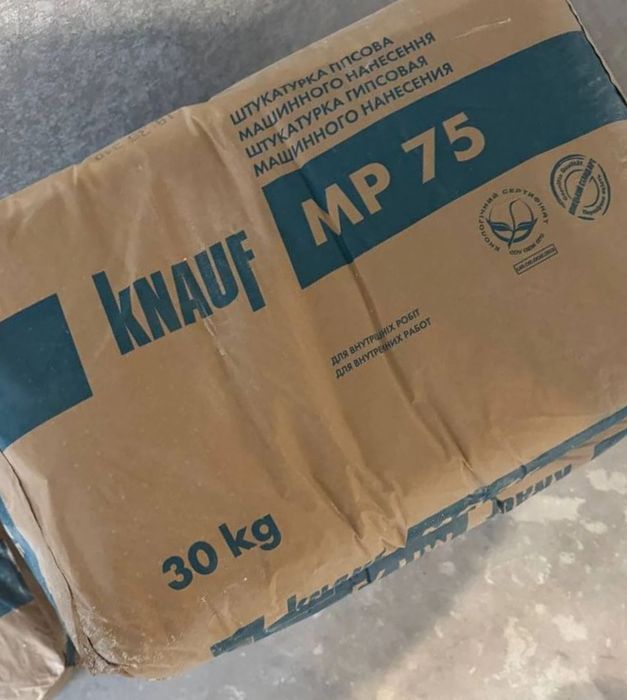 ШТУКАТУРКА ГІПСОВА
МАШИННОГО НАНЕСЕННЯ
ШТУКАТУРКА ГИПСОВАЯ
МАШИННОГО НАНЕСЕНИЯ
MP 75
KNAUF
ДЛЯ ВНУТРІШНІХ РОБІТ
ДЛЯ ВНУТРЕННИХ РАБОТ
30 kg